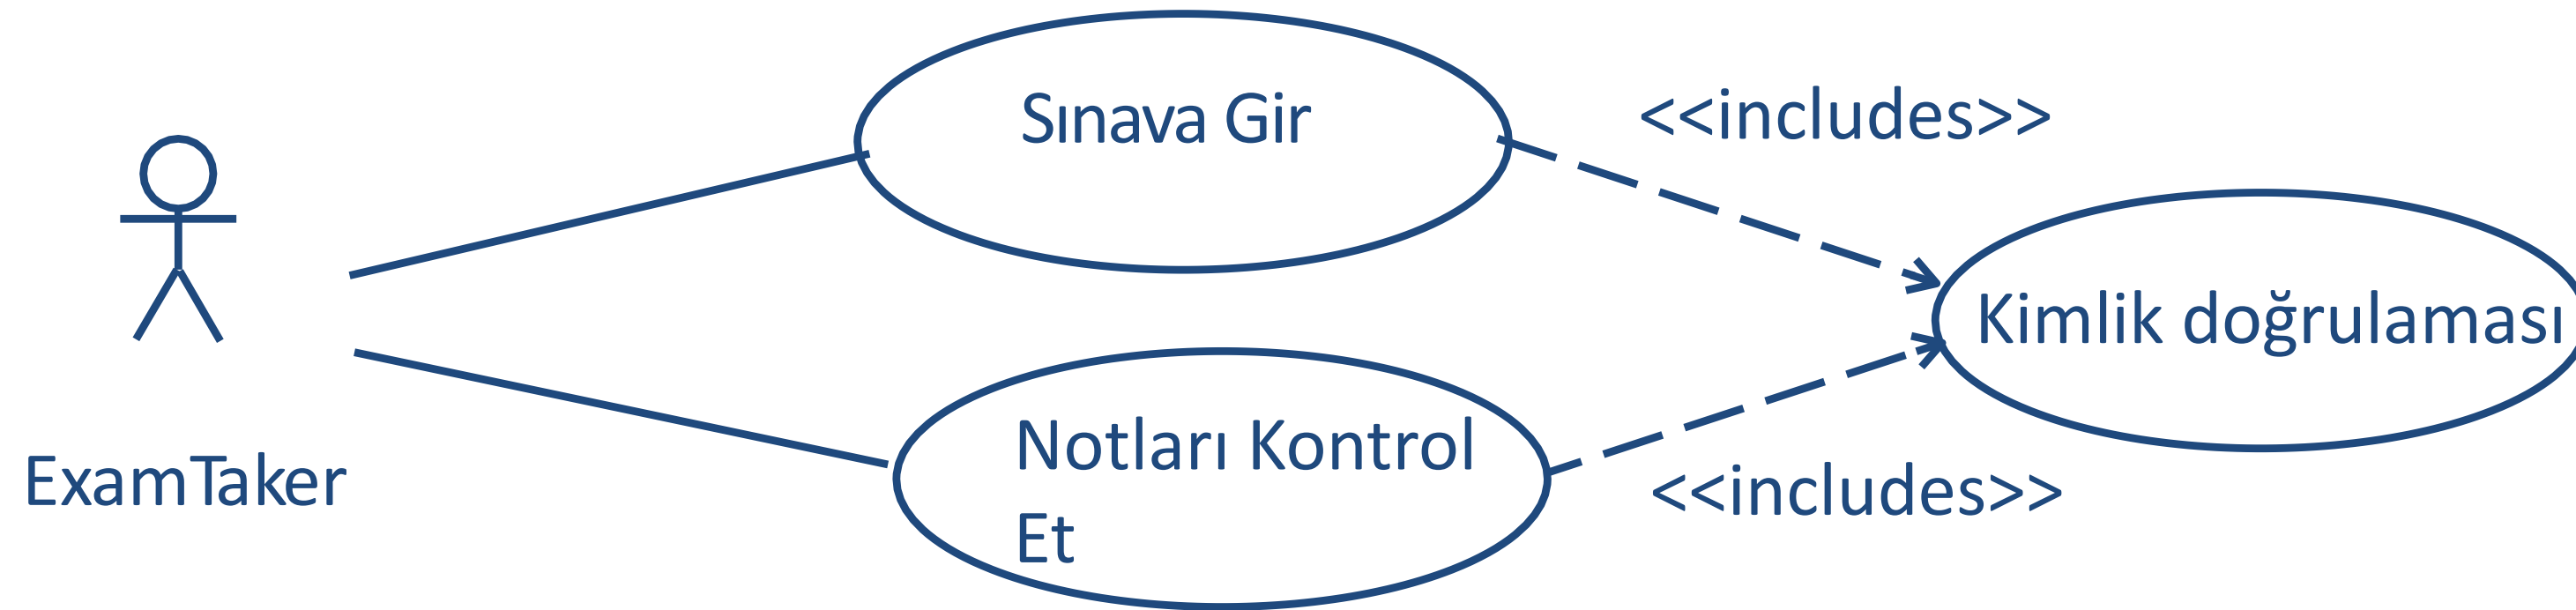 Sınava Gir
<<includes>>
Kimlik doğrulaması
Notları Kontrol
Et
ExamTaker
<<includes>>